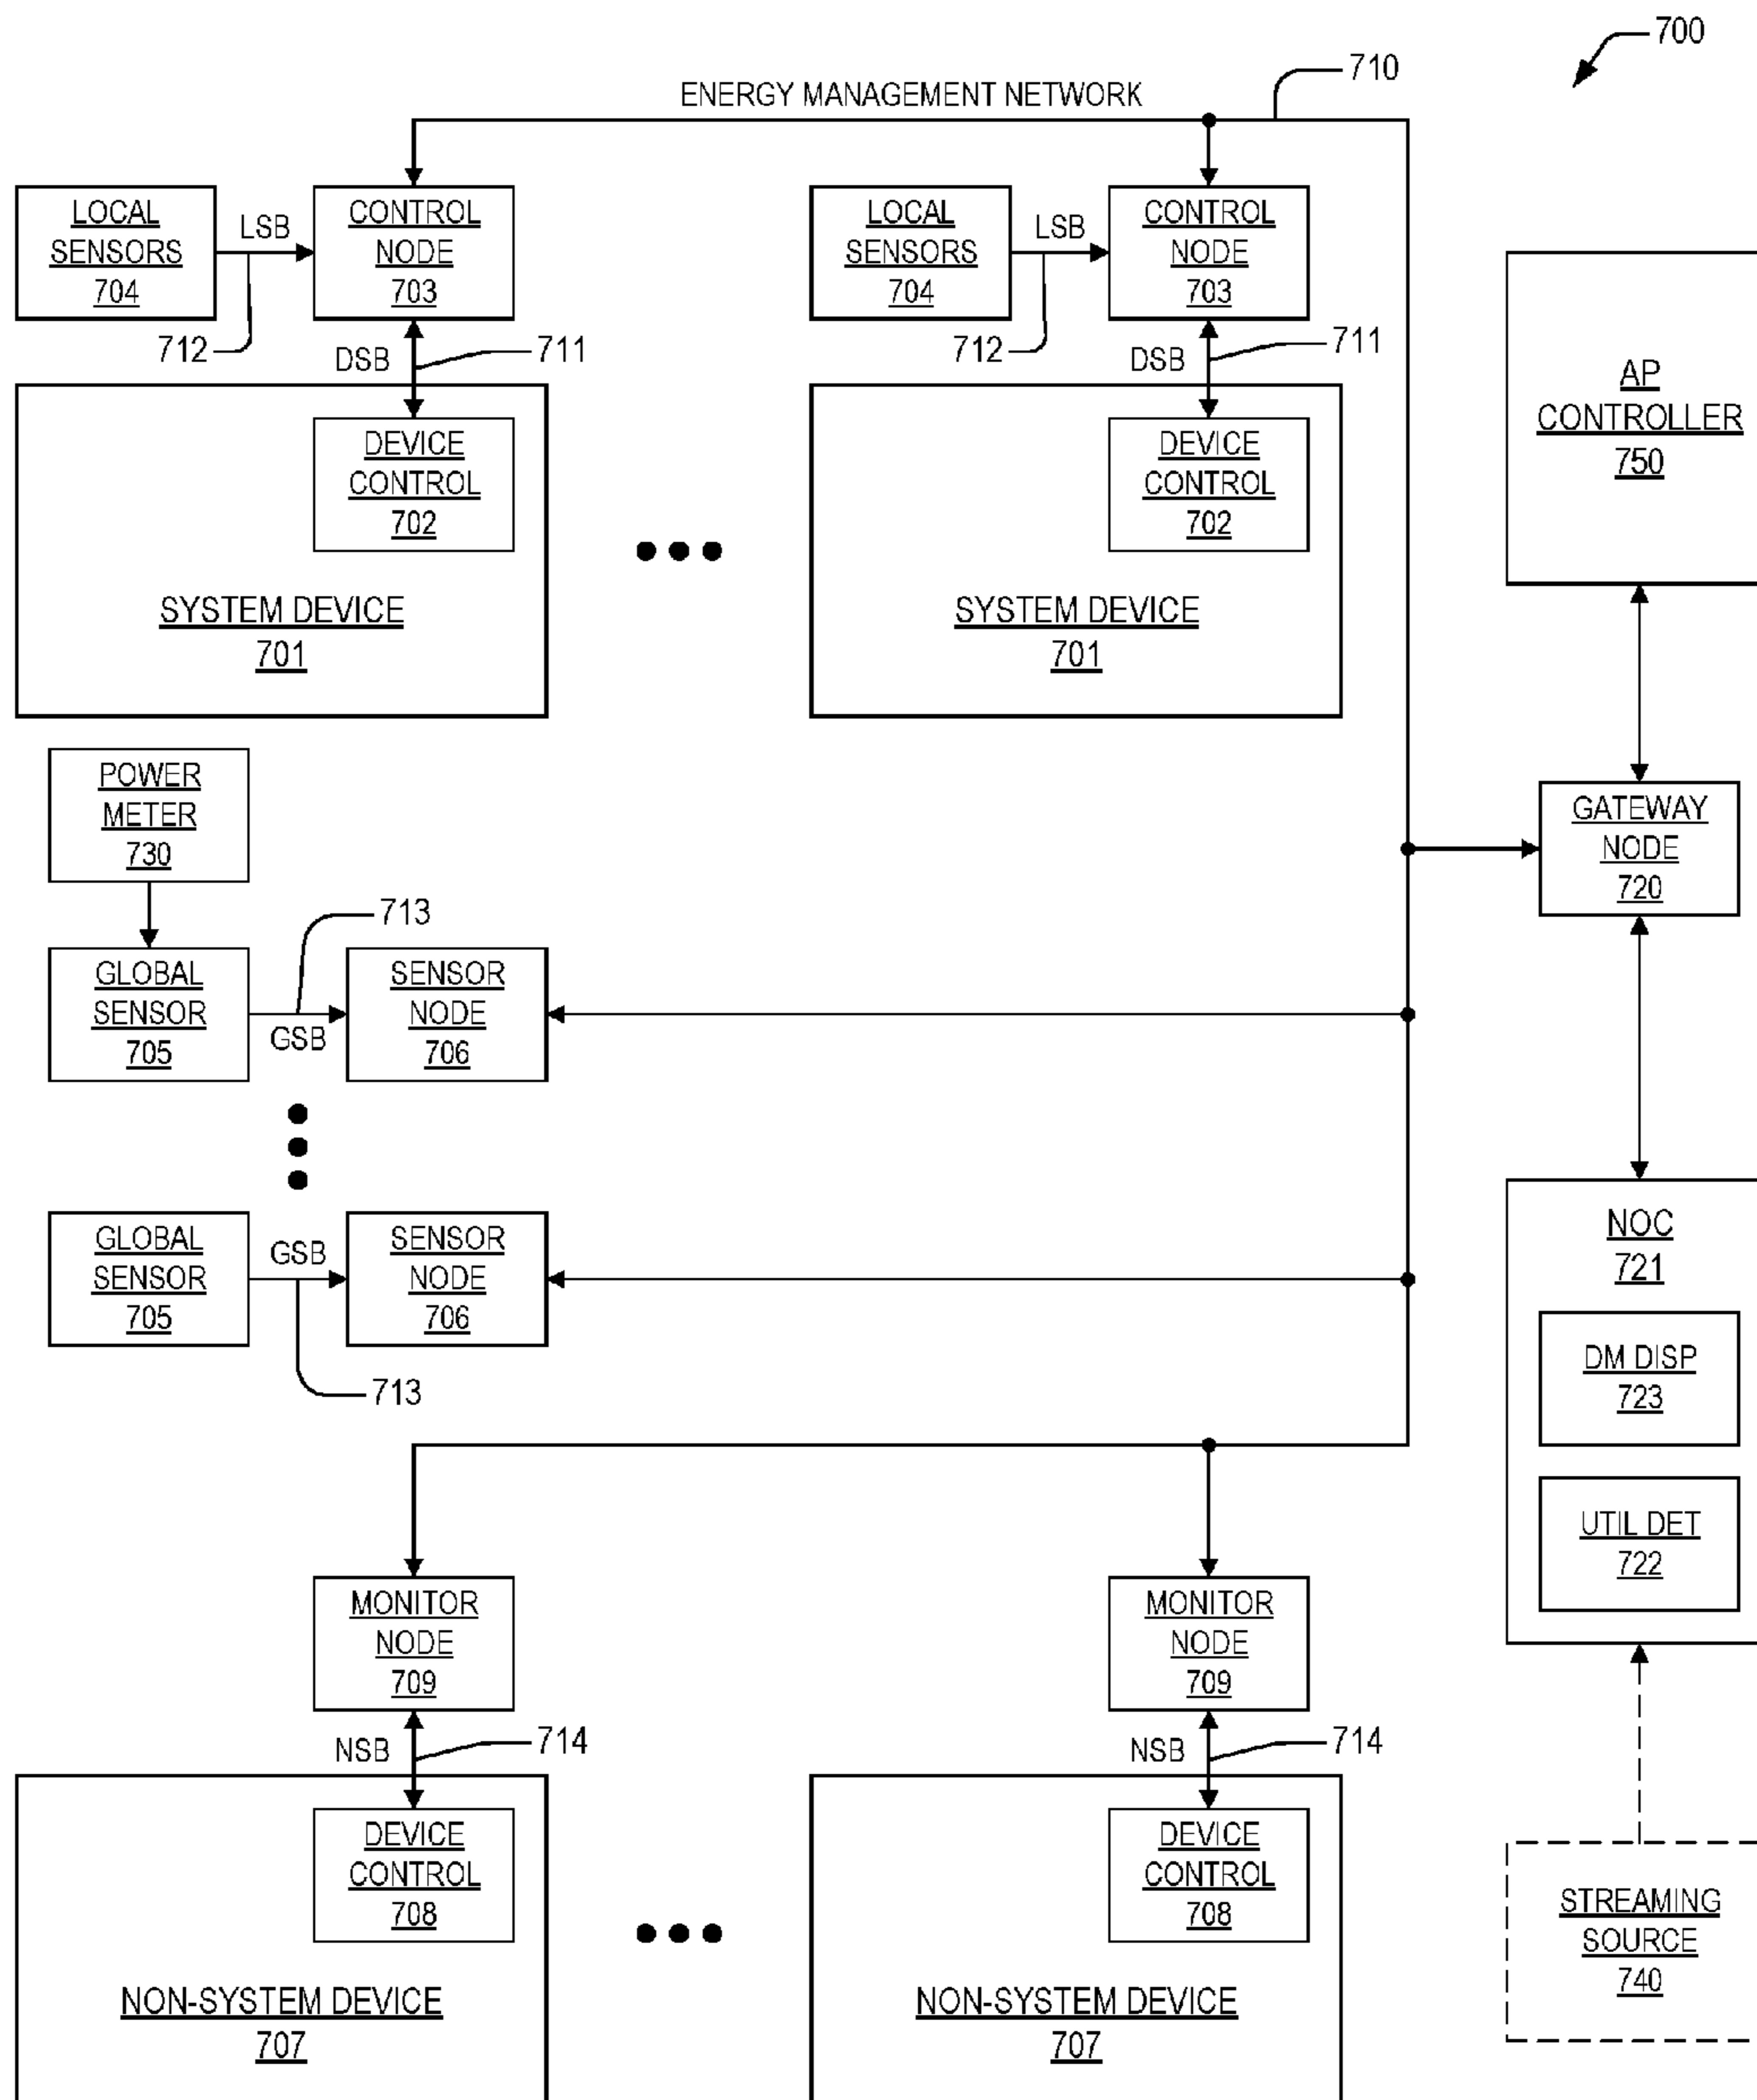 700
710
ENERGY MANAGEMENT NETWORK
LOCAL
SENSORS
704
LSB
712
CONTROL
NODE
703
DSB
711
DEVICE
CONTROL
702
SYSTEM DEVICE
701
LOCAL
SENSORS
704
LSB
712
CONTROL
NODE
703
DSB
711
DEVICE
CONTROL
702
SYSTEM DEVICE
701
AP
CONTROLLER
750
POWER
METER
730
GATEWAY
NODE
720
713
GLOBAL
SENSOR
705
GSB
SENSOR
NODE
706
GLOBAL
SENSOR
705
GSB
SENSOR
NODE
706
713
NOC
721
DM DISP
723
UTIL DET
722
MONITOR
NODE
709
NSB
714
DEVICE
CONTROL
708
NON-SYSTEM DEVICE
707
MONITOR
NODE
709
NSB
714
DEVICE
CONTROL
708
NON-SYSTEM DEVICE
707
STREAMING
SOURCE
740